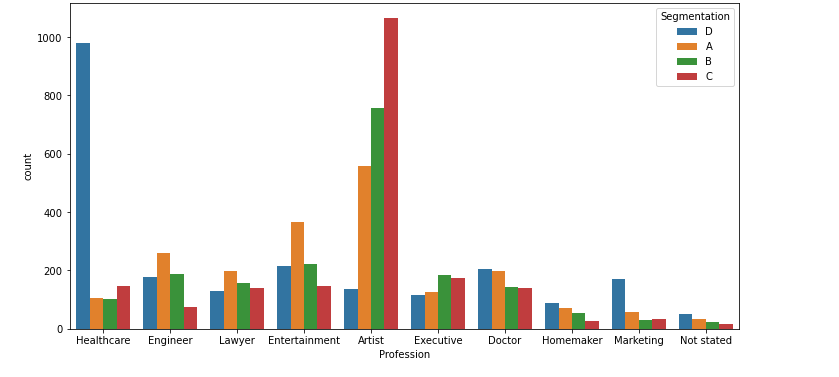 Segmentation
D
A
B
C
1000
800
600
400
200
0
count
Healthcare Engineer Lawyer Entertainment Artist Executive Doctor Homemaker Marketing Not stated
Profession